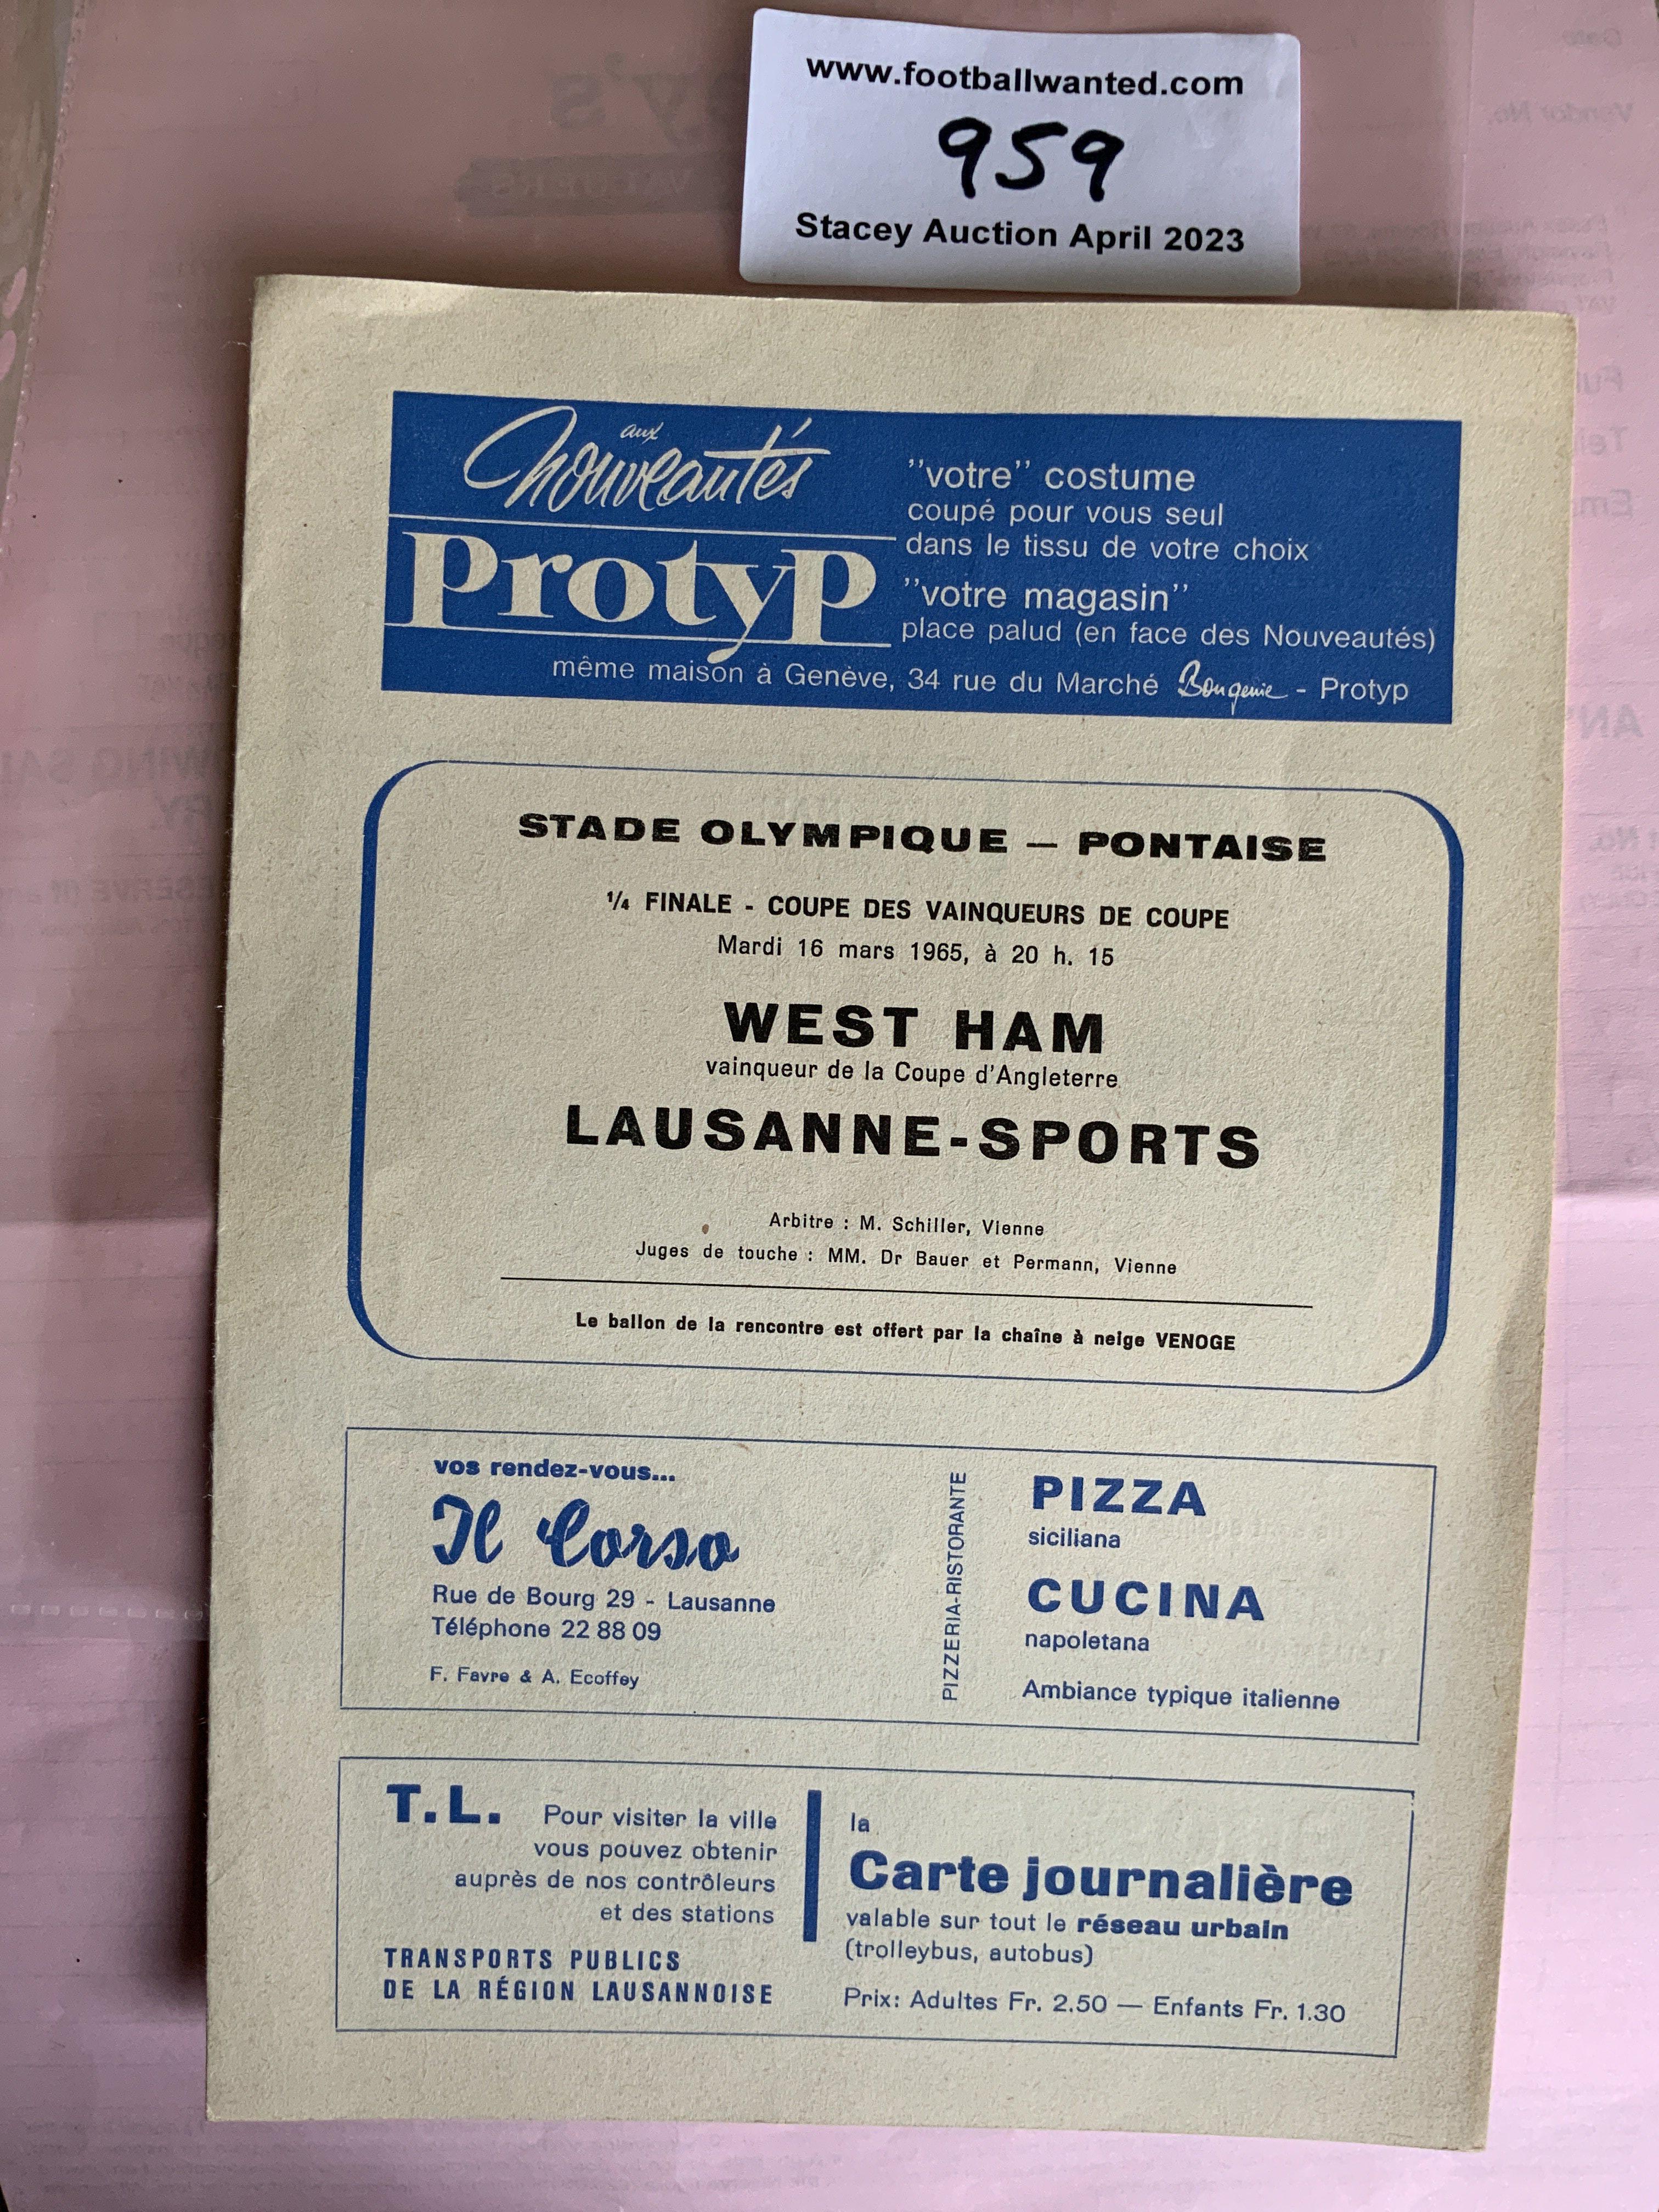 www.footballwanted.com
959
Stacey Auction April 2023
aux
Nouveautés
Protyp
"votre" costume
coupé pour vous seul
dans le tissu de votre choix
"votre magasin"
place palud (en face des Nouveautés)
même maison à Genève, 34 rue du Marché Bongenie - Protyp
STADE OLYMPIQUE — PONTAISE
¼ FINALE - COUPE DES VAINQUEURS DE COUPE
Mardi 16 mars 1965, à 20 h. 15
WEST HAM
vainqueur de la Coupe d'Angleterre
LAUSANNE-SPORTS
Arbitre : M. Schiller, Vienne
Juges de touche : MM. Dr Bauer et Permann, Vienne
Le ballon de la rencontre est offert par la chaîne à neige VENOGE
vos rendez-vous...
Il Corso
Rue de Bourg 29 - Lausanne
Téléphone 22 88 09
F. Favre & A. Ecoffey
PIZZERIA-RISTORANTE
PIZZA
siciliana
CUCINA
napoletana
Ambiance typique italienne
T.L. Pour visiter la ville
vous pouvez obtenir
auprès de nos contrôleurs
et des stations
TRANSPORTS PUBLICS
DE LA RÉGION LAUSANNOISE
la
Carte journalière
valable sur tout le réseau urbain
(trolleybus, autobus)
Prix: Adultes Fr. 2.50 — Enfants Fr. 1.30